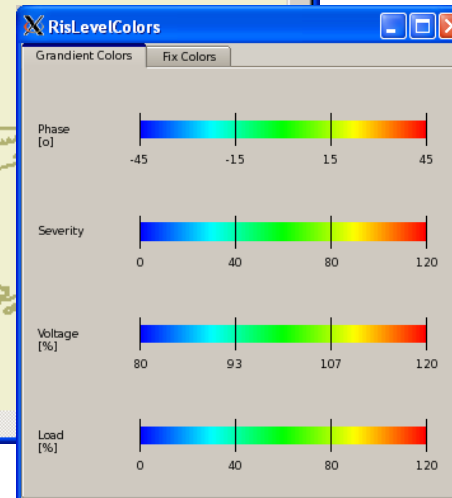 RisLevelColors
Grandient Colors Fix Colors
Phase
[o]
-45 -15 15 45
Severity
0 40 80 120
Voltage
[%]
80 93 107 120
Load
[%]
0 40 80 120